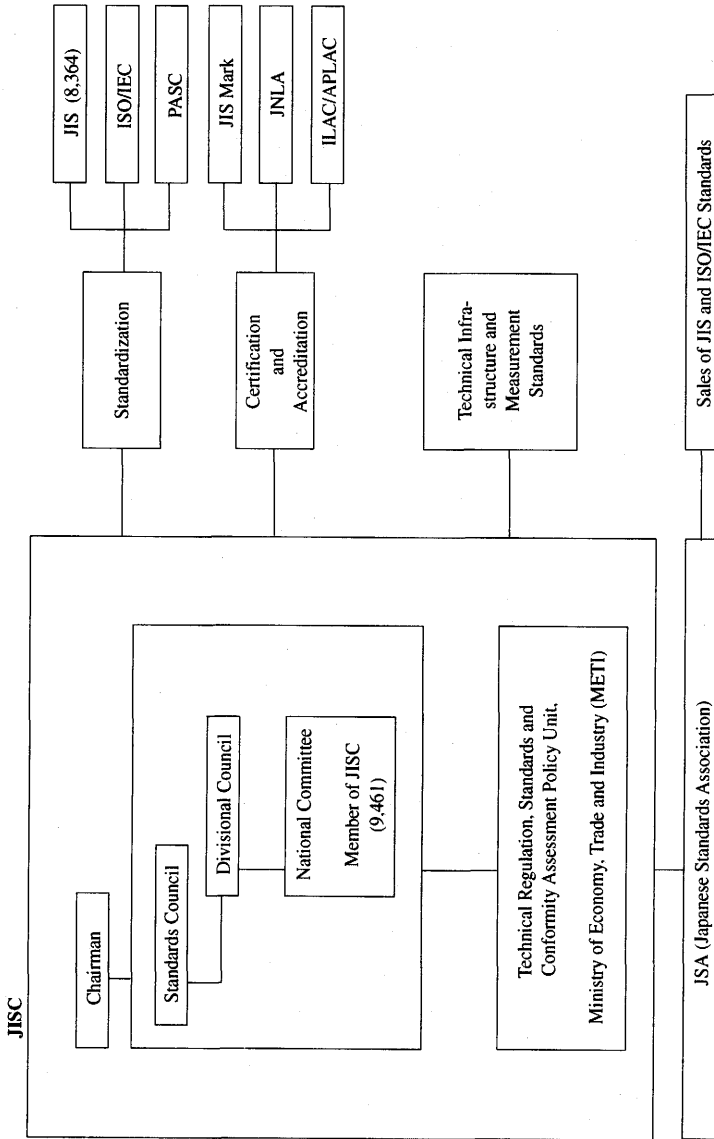 JISC
Chairman
Standards Council
Divisional Council
National Committee
Member of JISC
(9,461)
Technical Regulation, Standards and
Conformity Assessment Policy Unit,
Ministry of Economy, Trade and Industry (METI)
JSA (Japanese Standards Association)
Standardization
Certification
and
Accreditation
Technical Infra-
structure and
Measurement
Standards
Sales of JIS and ISO/IEC Standards
JIS (8,364)
ISO/IEC
PASC
JIS Mark
JNLA
ILAC/APLAC